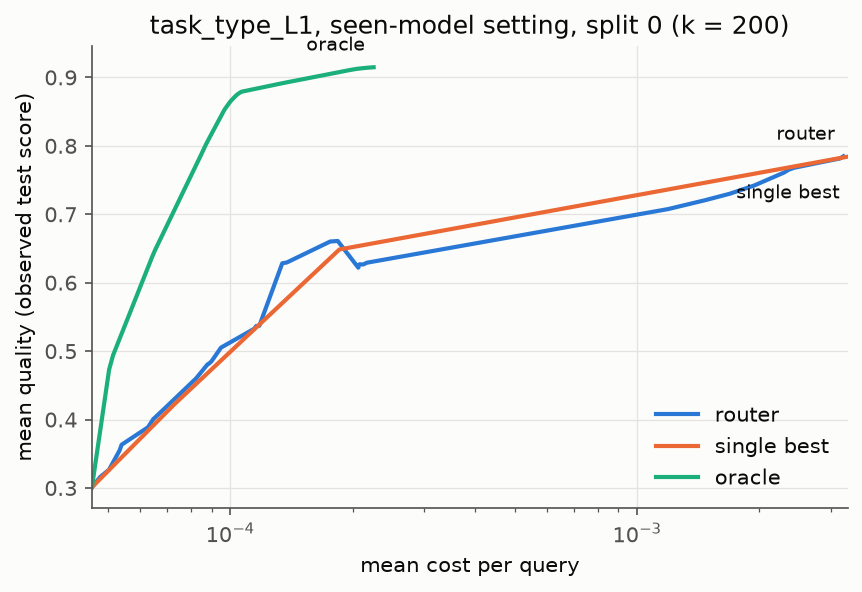 task_type_L1, seen-model setting, split 0 (k = 200)
oracle
router
single best
mean quality (observed test score)
0.9
0.8
0.7
0.6
0.5
0.4
0.3
router
single best
oracle
10⁻⁴
10⁻³
mean cost per query